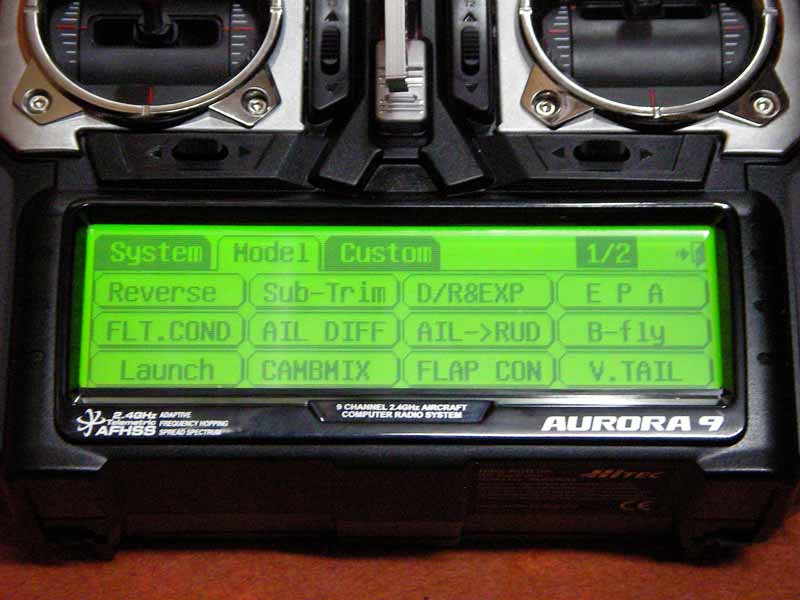 System Model Custom 1/2
Reverse Sub-Trim D/R&EXP E P A
FLT.COND AIL DIFF AIL->RUD B-fly
Launch CAMBMIX FLAP CON V.TAIL
2.4GHz ADAPTIVE
Telemetric FREQUENCY HOPPING
AFHSS SPREAD SPECTRUM
9 CHANNEL 2.4GHz AIRCRAFT
COMPUTER RADIO SYSTEM
AURORA 9
HITEC
CE